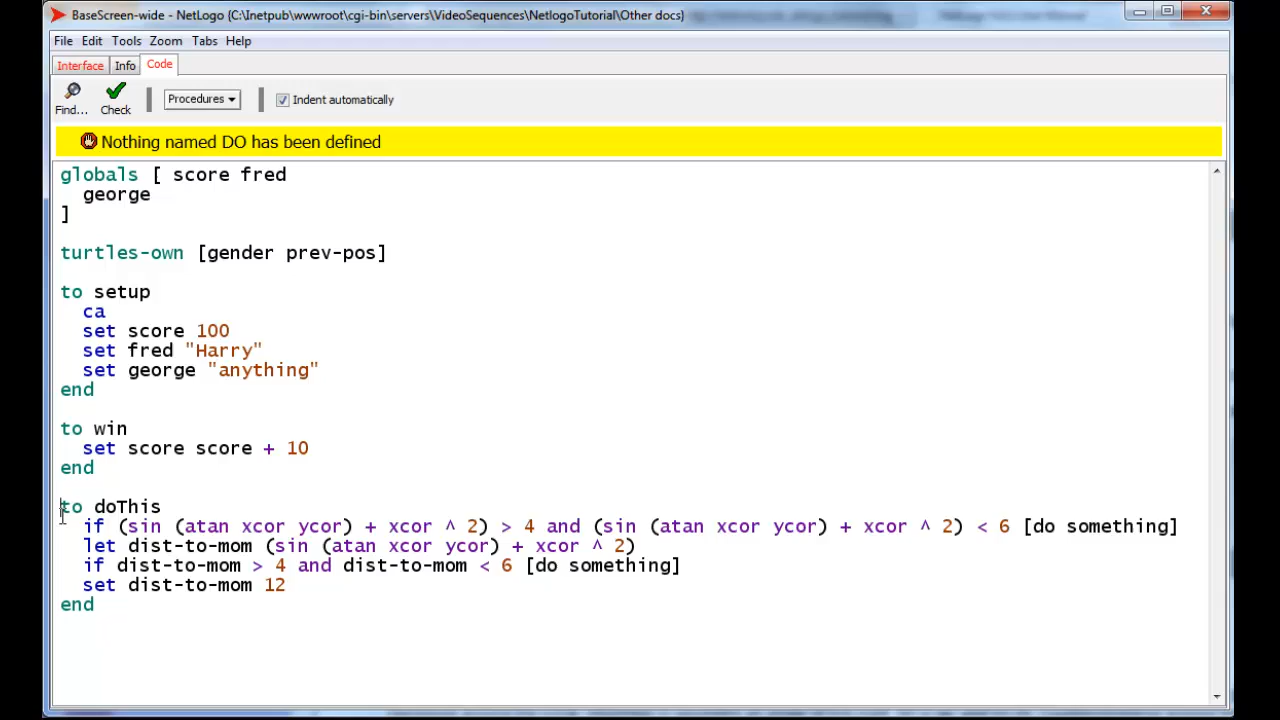 BaseScreen-wide - NetLogo {C:\Inetpub\wwwroot\cgi-bin\servers\VideoSequences\NetlogoTutorial\Other docs}
File Edit Tools Zoom Tabs Help
Interface Info Code
Find... Check Procedures Indent automatically
Nothing named DO has been defined
globals [ score fred
george
]
turtles-own [gender prev-pos]
to setup
ca
set score 100
set fred "Harry"
set george "anything"
end
to win
set score score + 10
end
to doThis
if (sin (atan xcor ycor) + xcor ^ 2) > 4 and (sin (atan xcor ycor) + xcor ^ 2) < 6 [do something]
let dist-to-mom (sin (atan xcor ycor) + xcor ^ 2)
if dist-to-mom > 4 and dist-to-mom < 6 [do something]
set dist-to-mom 12
end